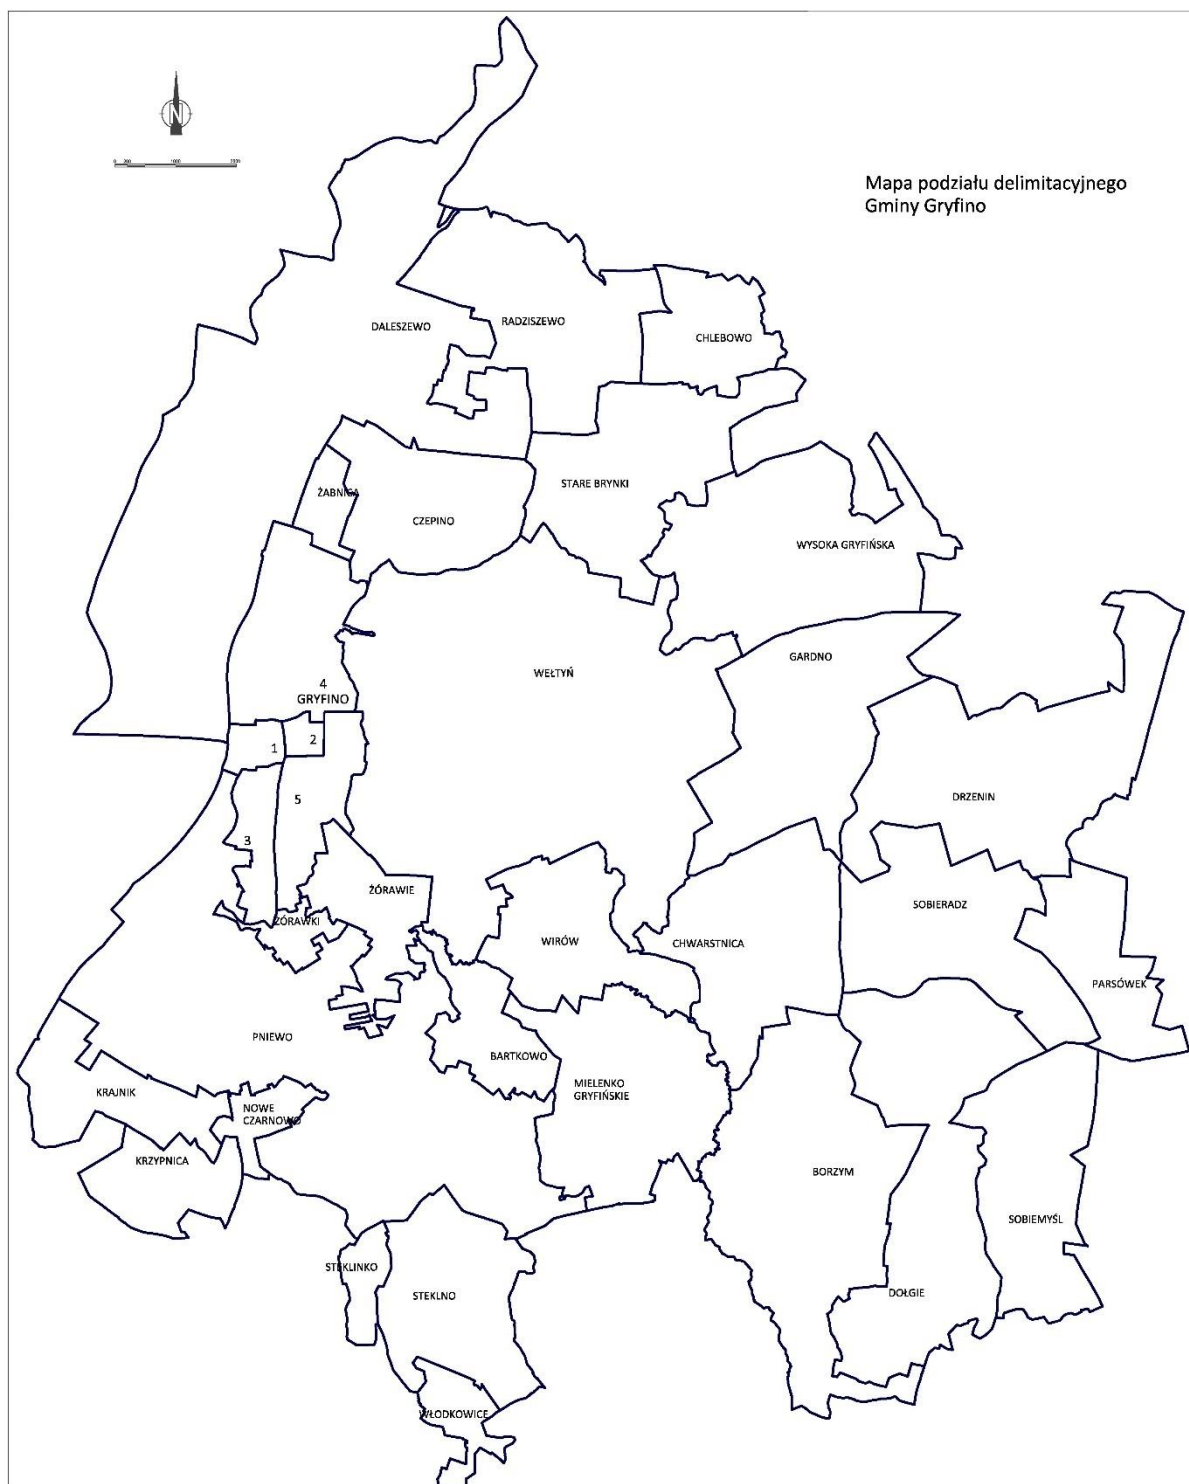 N
Mapa podziału delimitacyjnego
Gminy Gryfino
DALESZEWO
RADZISZEWO
CHLEBOWO
ŻABNICA
CZEPINO
STARE BRYNKI
WYSOKA GRYFIŃSKA
WEŁTYŃ
GARDNO
4
GRYFINO
1
2
5
3
DRZENIN
ŻÓRAWIE
ŻÓRAWKI
WIRÓW
CHWARSTNICA
SOBIERADZ
PARSÓWEK
PNIEWO
BARTKOWO
MIELENKO
GRYFIŃSKIE
KRAJNIK
NOWE
CZARNOWO
KRZYPNICA
BORZYM
SOBIEMYŚL
STEKLINKO
STEKLNO
DOŁGIE
WŁODKOWICE